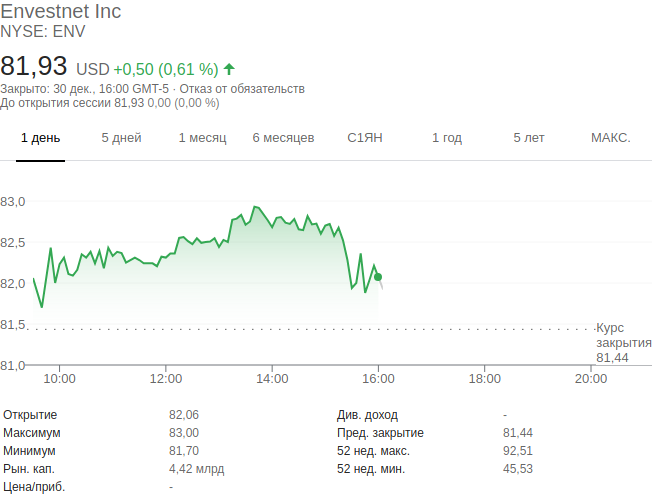 Envestnet Inc
NYSE: ENV
81,93 USD +0,50 (0,61 %)
Закрыто: 30 дек., 16:00 GMT-5 · Отказ от обязательств
До открытия сессии 81,93 0,00 (0,00 %)
1 день 5 дней 1 месяц 6 месяцев С1ЯН 1 год 5 лет МАКС.
83,0
82,5
82,0
81,5
81,0
Курс
закрытия
81,44
10:00 12:00 14:00 16:00 18:00 20:00
Открытие 82,06 Див. доход -
Максимум 83,00 Пред. закрытие 81,44
Минимум 81,70 52 нед. макс. 92,51
Рын. кап. 4,42 млрд 52 нед. мин. 45,53
Цена/приб. -